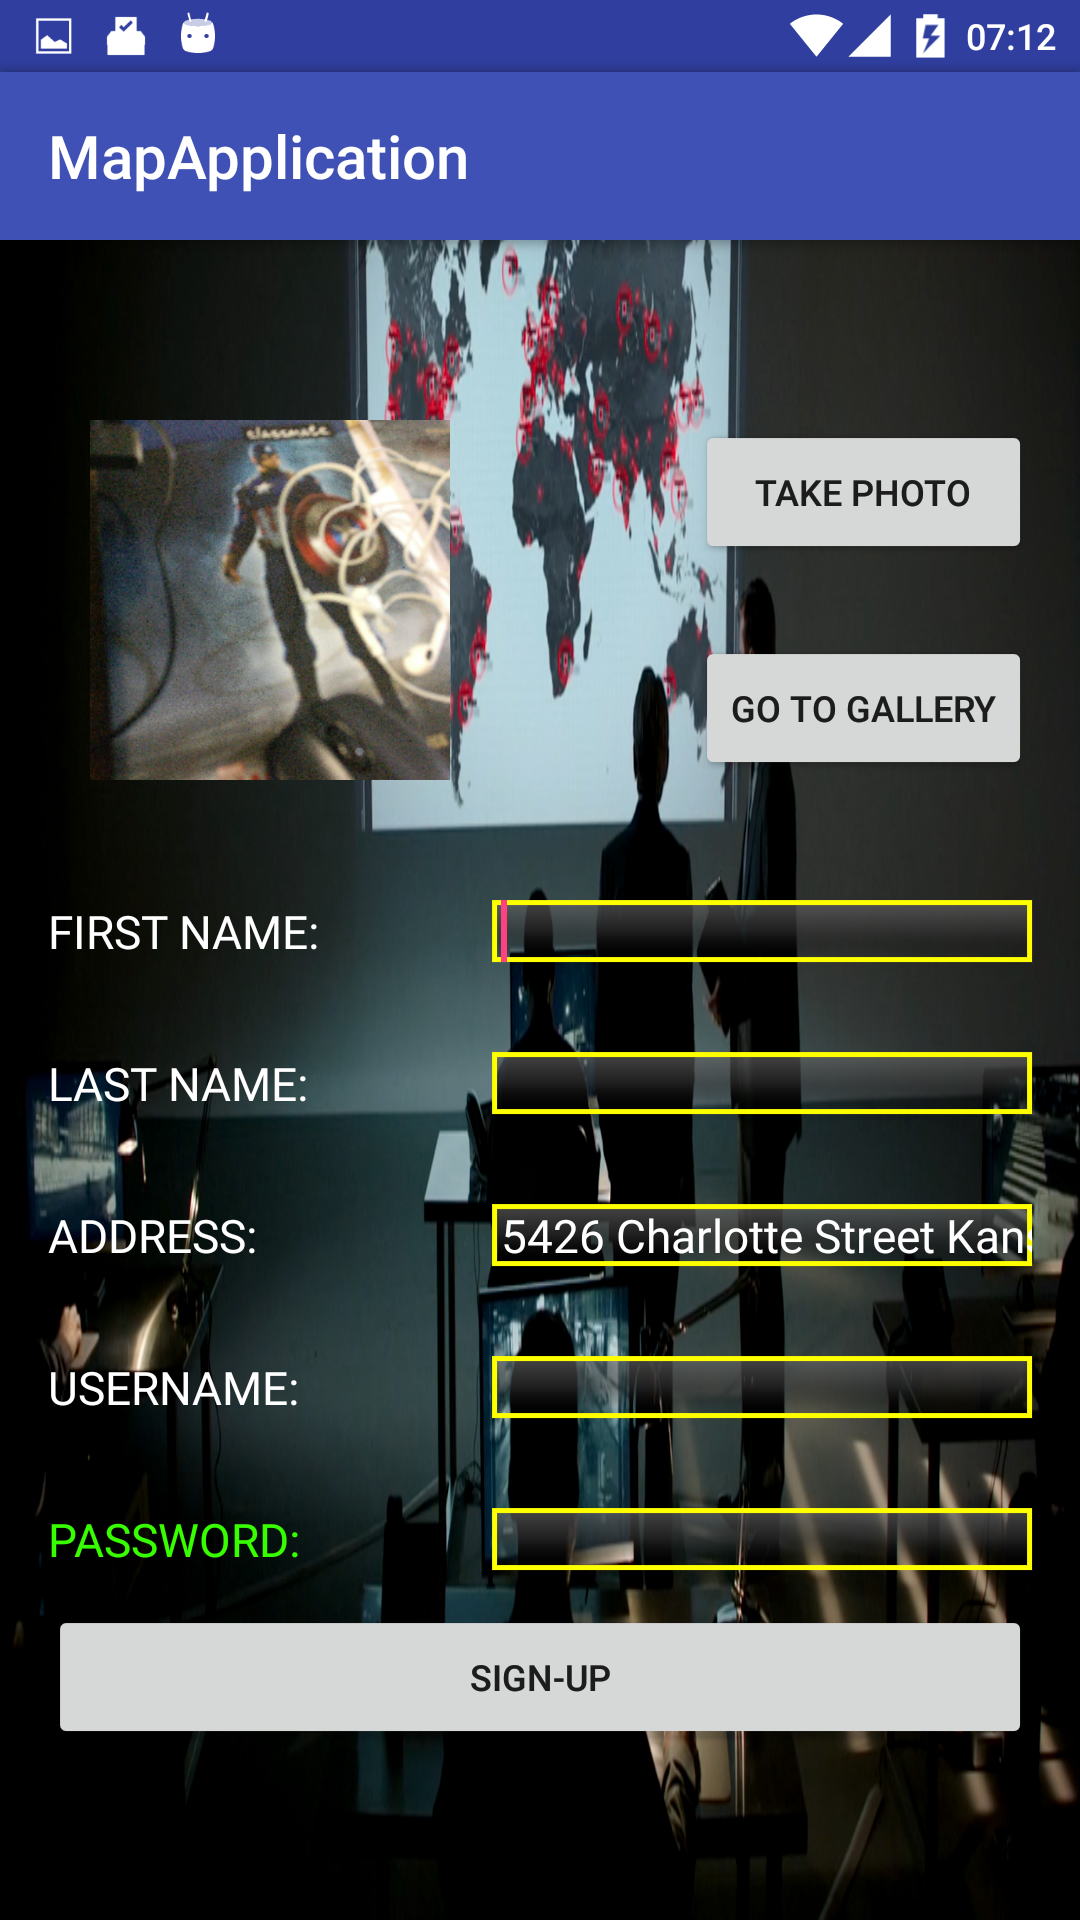 07:12
MapApplication
classmate
TAKE PHOTO
GO TO GALLERY
FIRST NAME:
LAST NAME:
ADDRESS:
5426 Charlotte Street Kan
USERNAME:
PASSWORD:
SIGN-UP